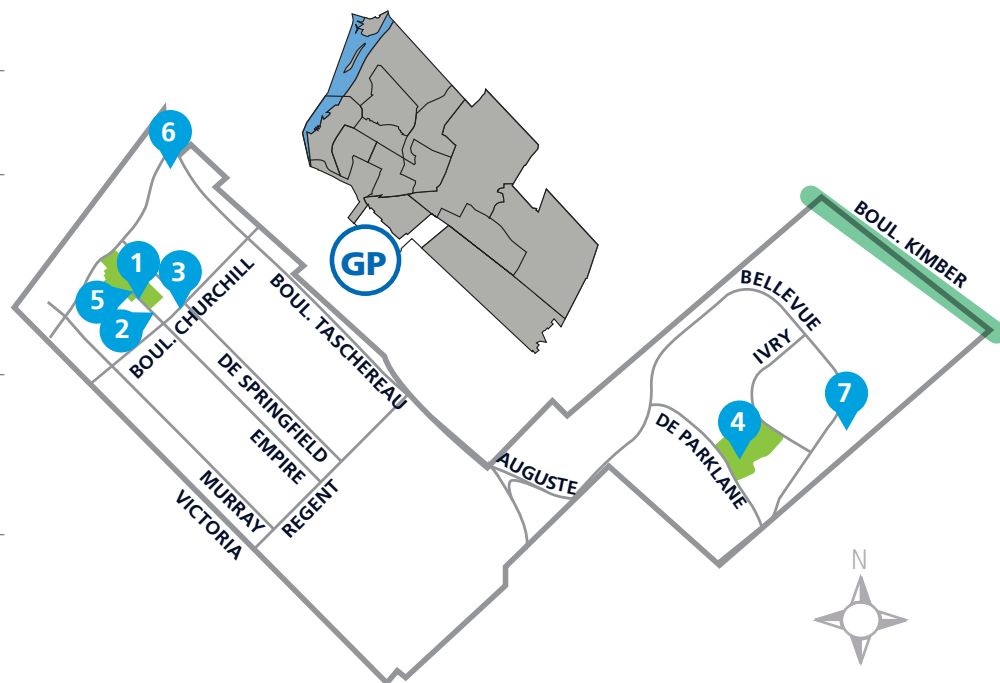 6
GP
BOUL. KIMBER
1
3
5
2
BOUL. CHURCHILL
BOUL. TASCHEREAU
BELLEVUE
IVRY
7
4
DE SPRINGFIELD
EMPIRE
DE PARKLANE
AUGUSTE
MURRAY
REGENT
VICTORIA
N